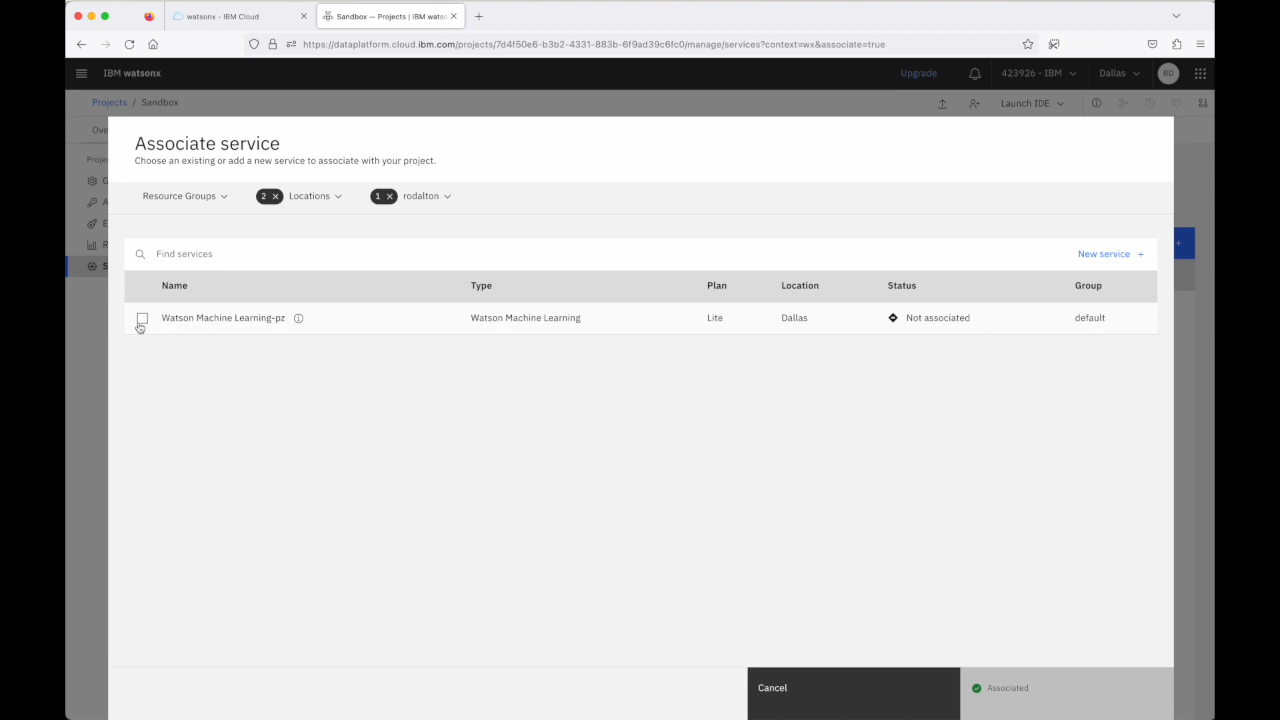 watsonx - IBM Cloud
Sandbox — Projects | IBM wats
https://dataplatform.cloud.ibm.com/projects/7d4f50e6-b3b2-4331-883b-6f9ad39c6fc0/manage/services?context=wx&associate=true
IBM watsonx
Upgrade
423926 - IBM
Dallas
RD
Projects / Sandbox
Launch IDE
Associate service
Choose an existing or add a new service to associate with your project.
Resource Groups
2 × Locations
1 × rodalton
Find services
New service +
Name Type Plan Location Status Group
Watson Machine Learning-pz Watson Machine Learning Lite Dallas Not associated default
Cancel
Associated